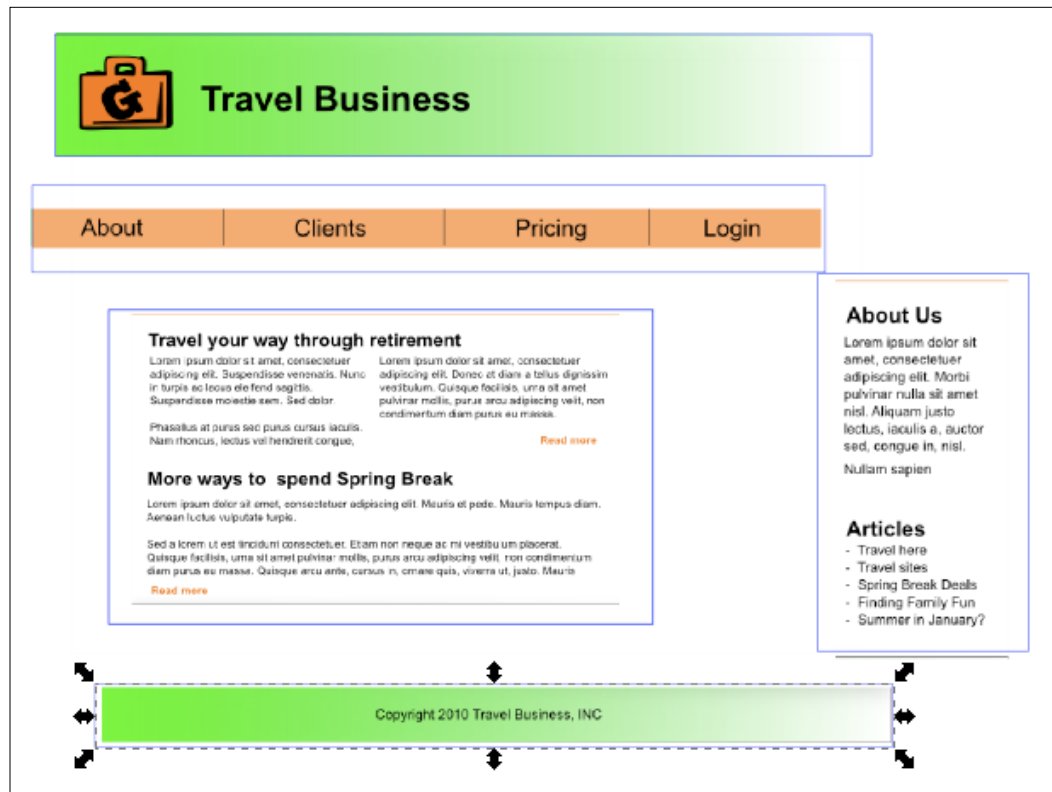 G
Travel Business
About Clients Pricing Login
Travel your way through retirement
Lorem ipsum dolor sit amet, consectetuer
adipiscing elit. Suspendisse venenatis. Nunc
in turpis ac lacus eleifend sagittis.
Suspendisse molestie sem. Sed dolor
Phasellus at purus sed purus cursus iaculis.
Nam rhoncus, lectus vel hendrerit congue,
Lorem ipsum dolor sit amet, consectetuer
adipiscing elit. Donec at diam a tellus dignissim
vestibulum. Quisque facilisis, urna sit amet
pulvinar mollis, purus arcu adipiscing velit, non
condimentum diam purus eu massa.
Read more
More ways to spend Spring Break
Lorem ipsum dolor sit amet, consectetuer adipiscing elit. Mauris et pede. Mauris tempus diam.
Aenean luctus vulputate turpis.
Sed a lorem ut est tincidunt consectetuer. Etiam non neque ac mi vestibulum placerat.
Quisque facilisis, urna sit amet pulvinar mollis, purus arcu adipiscing velit, non condimentum
diam purus eu massa. Quisque arcu ante, cursus in, ornare quis, viverra ut, justo. Mauris
Read more
About Us
Lorem ipsum dolor sit
amet, consectetuer
adipiscing elit. Morbi
pulvinar nulla sit amet
nisl. Aliquam justo
lectus, iaculis a, auctor
sed, congue in, nisl.
Nullam sapien
Articles
- Travel here
- Travel sites
- Spring Break Deals
- Finding Family Fun
- Summer in January?
Copyright 2010 Travel Business, INC